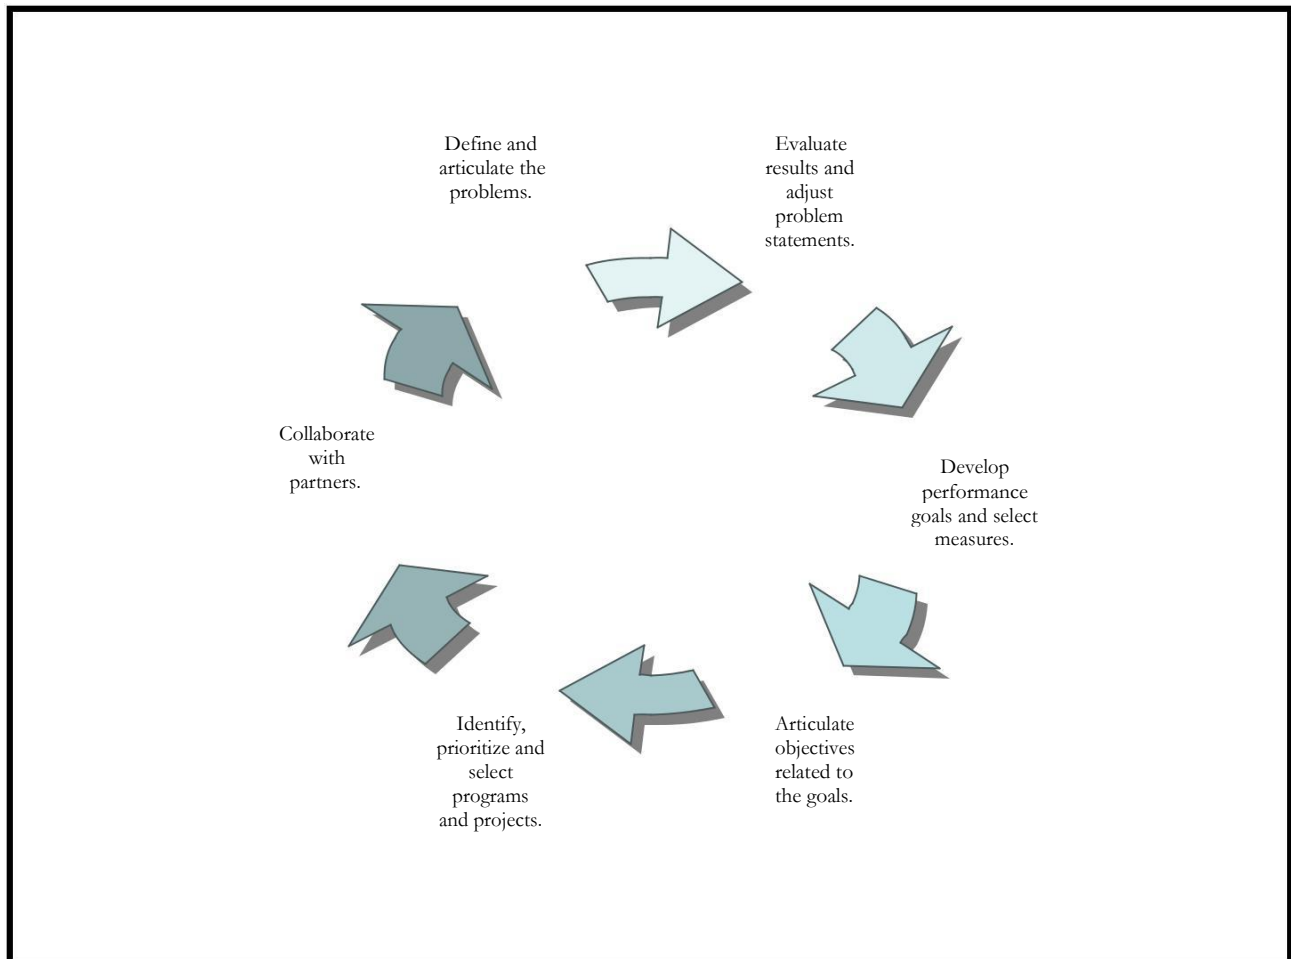 Define and
articulate the
problems.
Evaluate
results and
adjust
problem
statements.
Develop
performance
goals and select
measures.
Articulate
objectives
related to
the goals.
Identify,
prioritize and
select
programs
and projects.
Collaborate
with
partners.